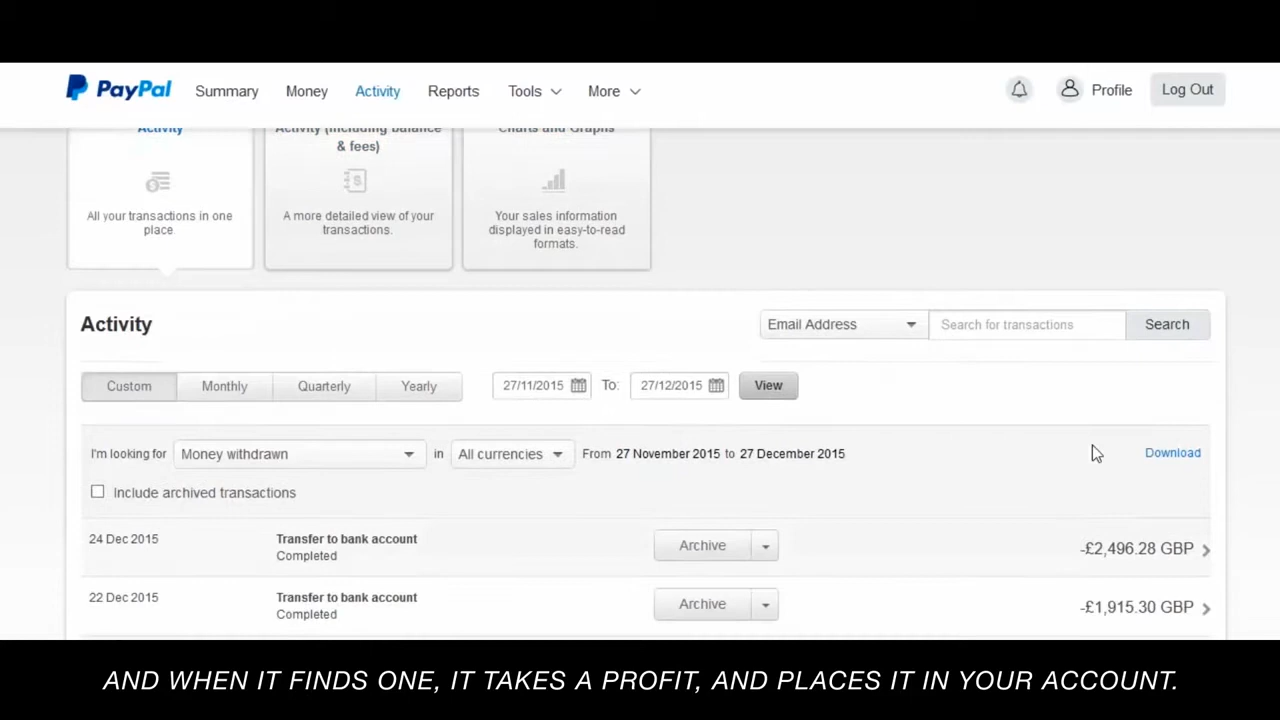 PayPal Summary Money Activity Reports Tools More Profile Log Out
Activity
Activity (including balance & fees)
Charts and Graphs
All your transactions in one place
A more detailed view of your transactions.
Your sales information displayed in easy-to-read formats.
Activity Email Address Search for transactions Search
Custom Monthly Quarterly Yearly 27/11/2015 To: 27/12/2015 View
I'm looking for Money withdrawn in All currencies From 27 November 2015 to 27 December 2015 Download
Include archived transactions
24 Dec 2015 Transfer to bank account Archive -£2,496.28 GBP
Completed
22 Dec 2015 Transfer to bank account Archive -£1,915.30 GBP
Completed
AND WHEN IT FINDS ONE, IT TAKES A PROFIT, AND PLACES IT IN YOUR ACCOUNT.